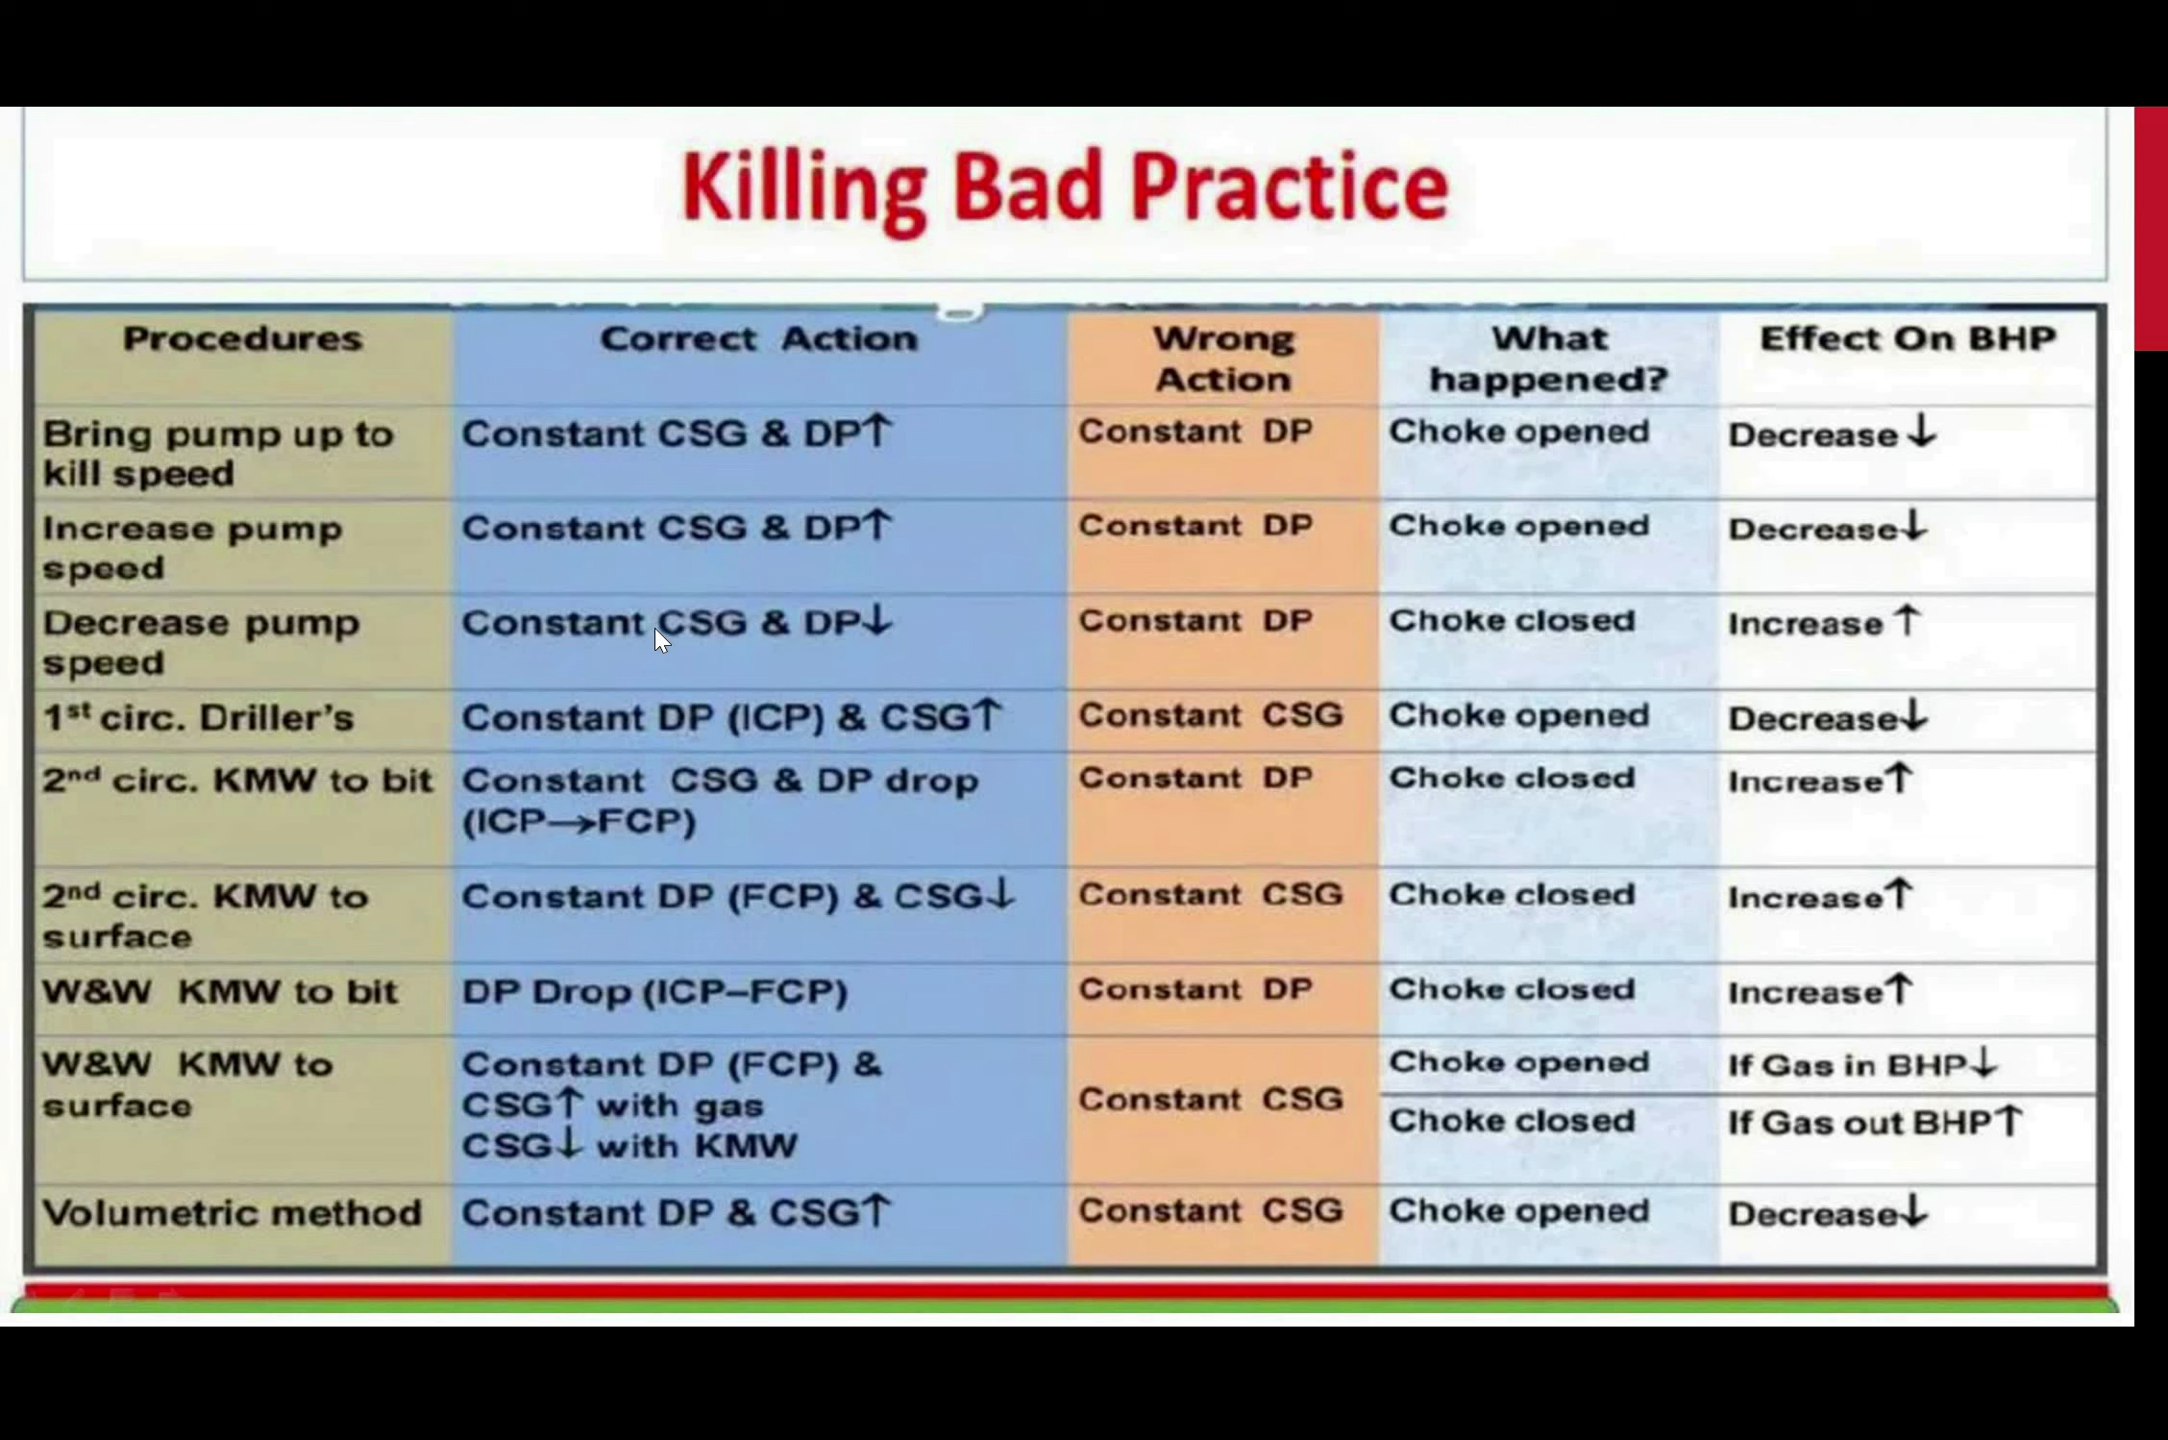 Killing Bad Practice
Procedures
Correct Action
Wrong
Action
What
happened?
Effect On BHP
Bring pump up to
kill speed
Constant CSG & DP↑
Constant DP
Choke opened
Decrease↓
Increase pump
speed
Constant CSG & DP↑
Constant DP
Choke opened
Decrease↓
Decrease pump
speed
Constant CSG & DP↓
Constant DP
Choke closed
Increase ↑
1st circ. Driller's
Constant DP (ICP) & CSG↑
Constant CSG
Choke opened
Decrease↓
2nd circ. KMW to bit
Constant CSG & DP drop
(ICP→FCP)
Constant DP
Choke closed
Increase↑
2nd circ. KMW to
surface
Constant DP (FCP) & CSG↓
Constant CSG
Choke closed
Increase↑
W&W KMW to bit
DP Drop (ICP–FCP)
Constant DP
Choke closed
Increase↑
W&W KMW to
surface
Constant DP (FCP) &
CSG↑ with gas
CSG↓ with KMW
Constant CSG
Choke opened
If Gas in BHP↓
Choke closed
If Gas out BHP↑
Volumetric method
Constant DP & CSG↑
Constant CSG
Choke opened
Decrease↓